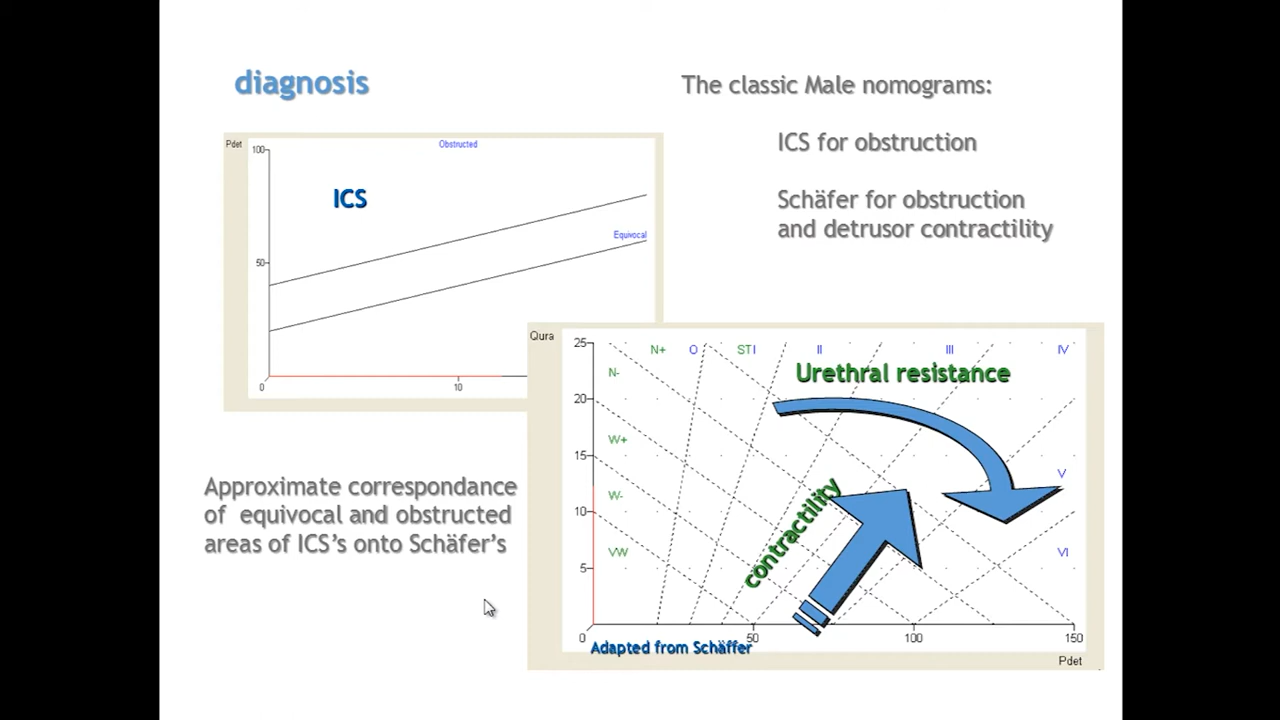 diagnosis
The classic Male nomograms:
ICS for obstruction
Schäfer for obstruction
and detrusor contractility
Pdet
100
Obstructed
ICS
Equivocal
50
0
10
Approximate correspondance
of equivocal and obstructed
areas of ICS's onto Schäfer's
Qura
25
N+ O STI II III IV
N-
Urethral resistance
20
W+
15
V
W-
10
contractility
VW
VI
5
0
50
100
150
Adapted from Schäffer
Pdet